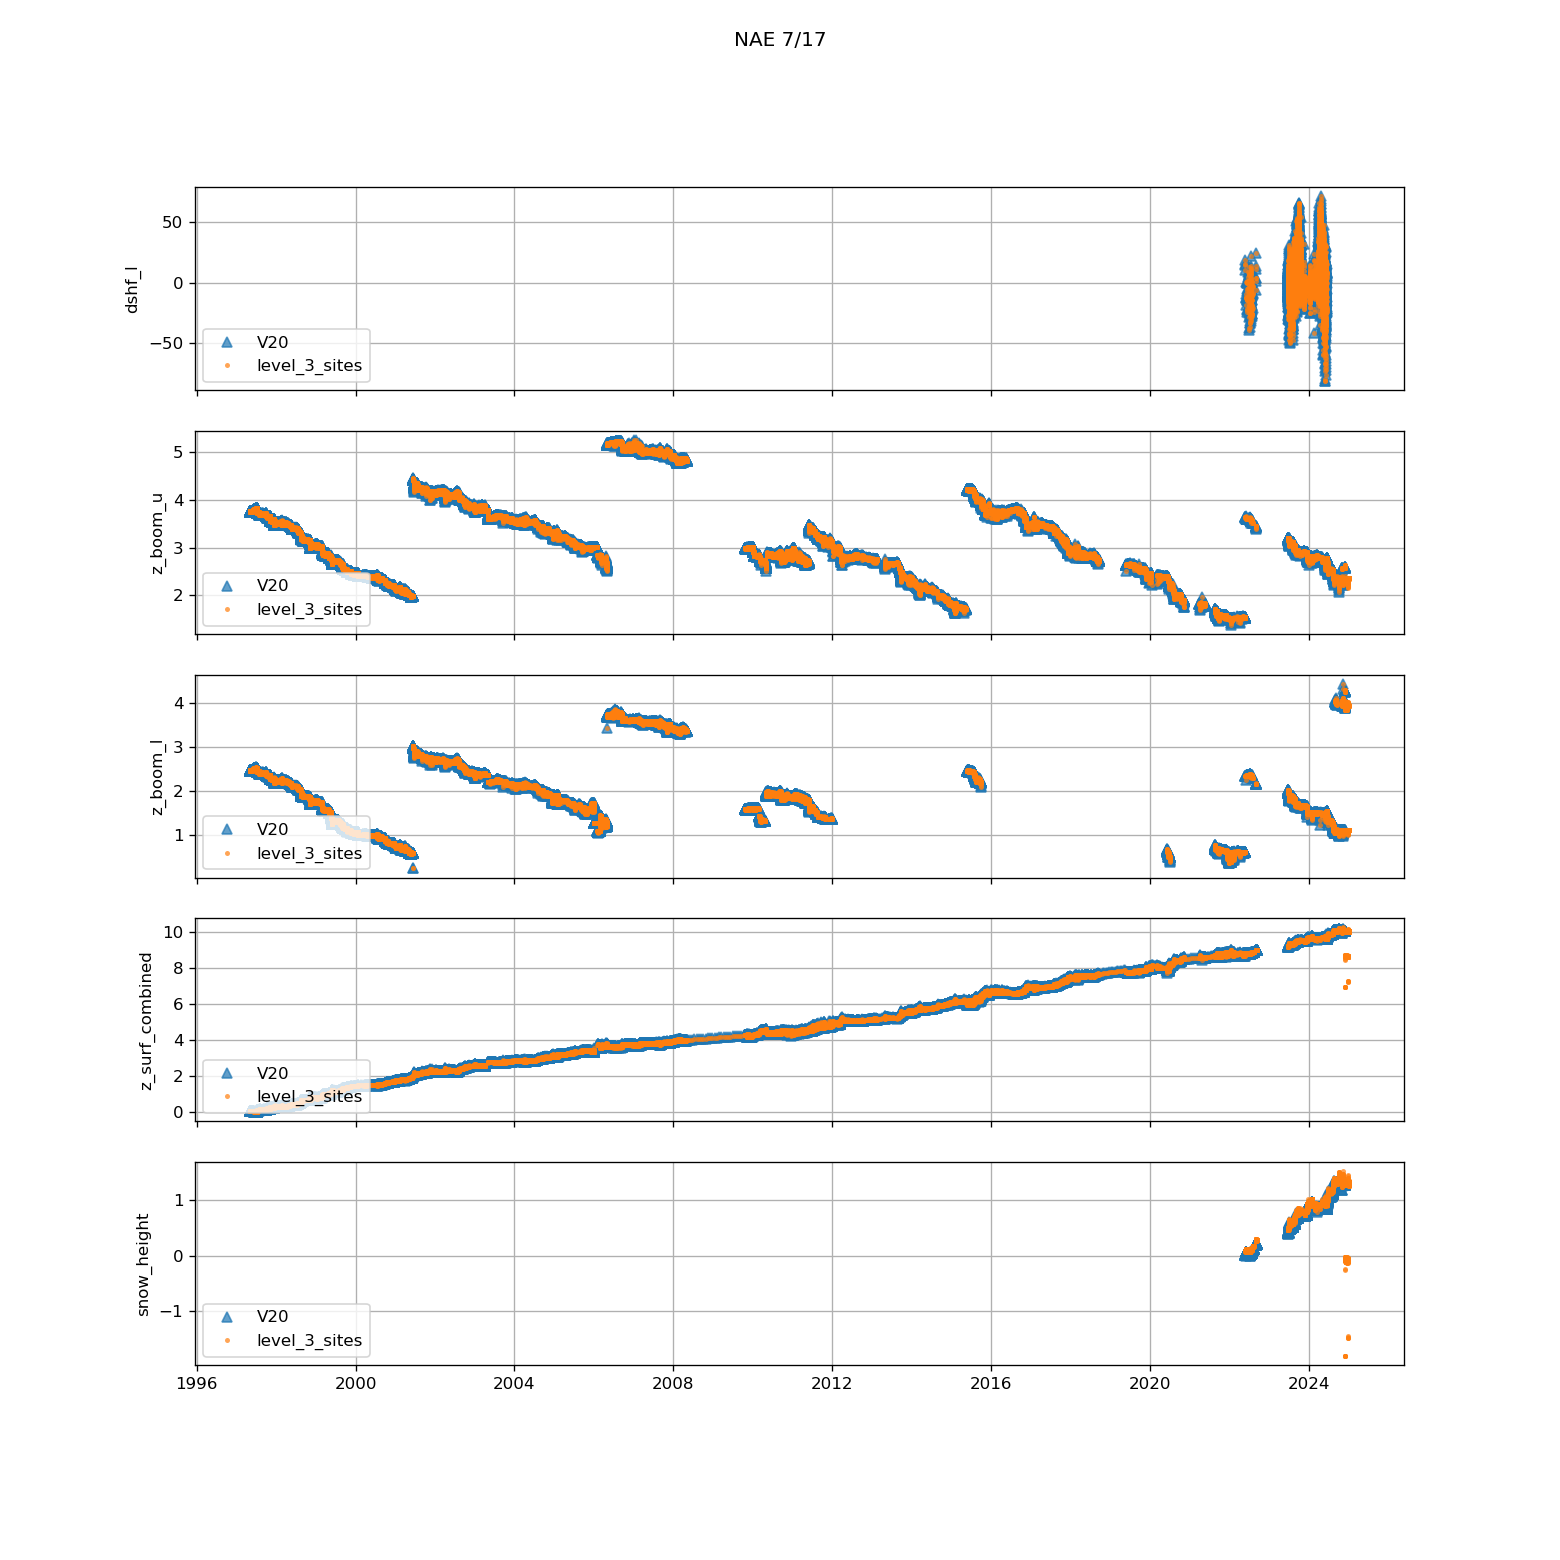 NAE 7/17
dshf_l
50
0
−50
V20
level_3_sites
z_boom_u
5
4
3
2
V20
level_3_sites
z_boom_l
4
3
2
1
V20
level_3_sites
z_surf_combined
10
8
6
4
2
0
V20
level_3_sites
snow_height
1
0
−1
V20
level_3_sites
1996 2000 2004 2008 2012 2016 2020 2024